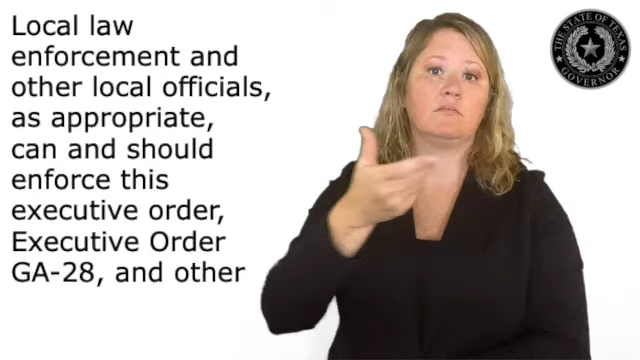 Local law
enforcement and
other local officials,
as appropriate,
can and should
enforce this
executive order,
Executive Order
GA-28, and other
THE STATE OF TEXAS
GOVERNOR